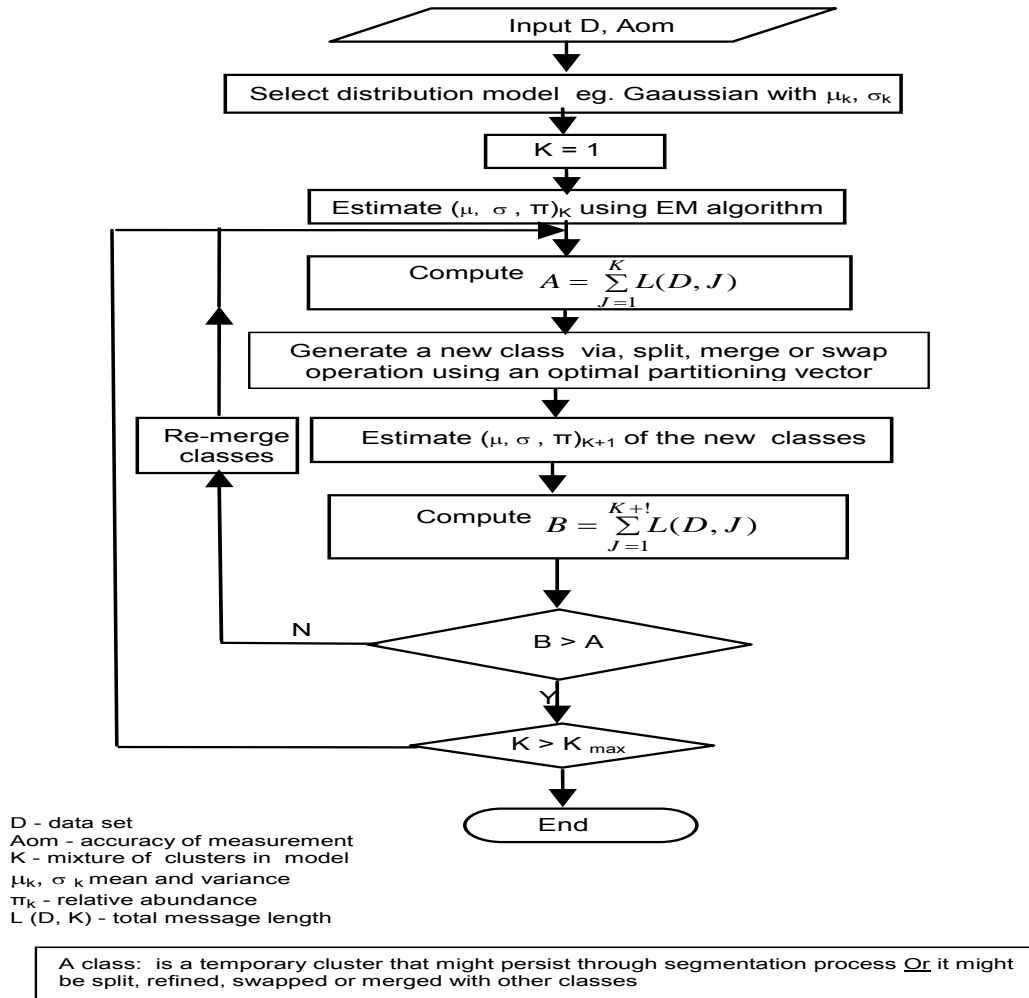 Input D, Aom
Select distribution model eg. Gaaussian with μk, σk
K = 1
Estimate (μ, σ , π)K using EM algorithm
Compute A = K∑J=1 L(D, J)
Generate a new class via, split, merge or swap
operation using an optimal partitioning vector
Re-merge
classes
Estimate (μ, σ , π)K+1 of the new classes
Compute B = K+!∑J=1 L(D, J)
N
B > A
Y
K > K max
End
D - data set
Aom - accuracy of measurement
K - mixture of clusters in model
μk, σ k mean and variance
πk - relative abundance
L (D, K) - total message length
A class: is a temporary cluster that might persist through segmentation process Or it might
be split, refined, swapped or merged with other classes